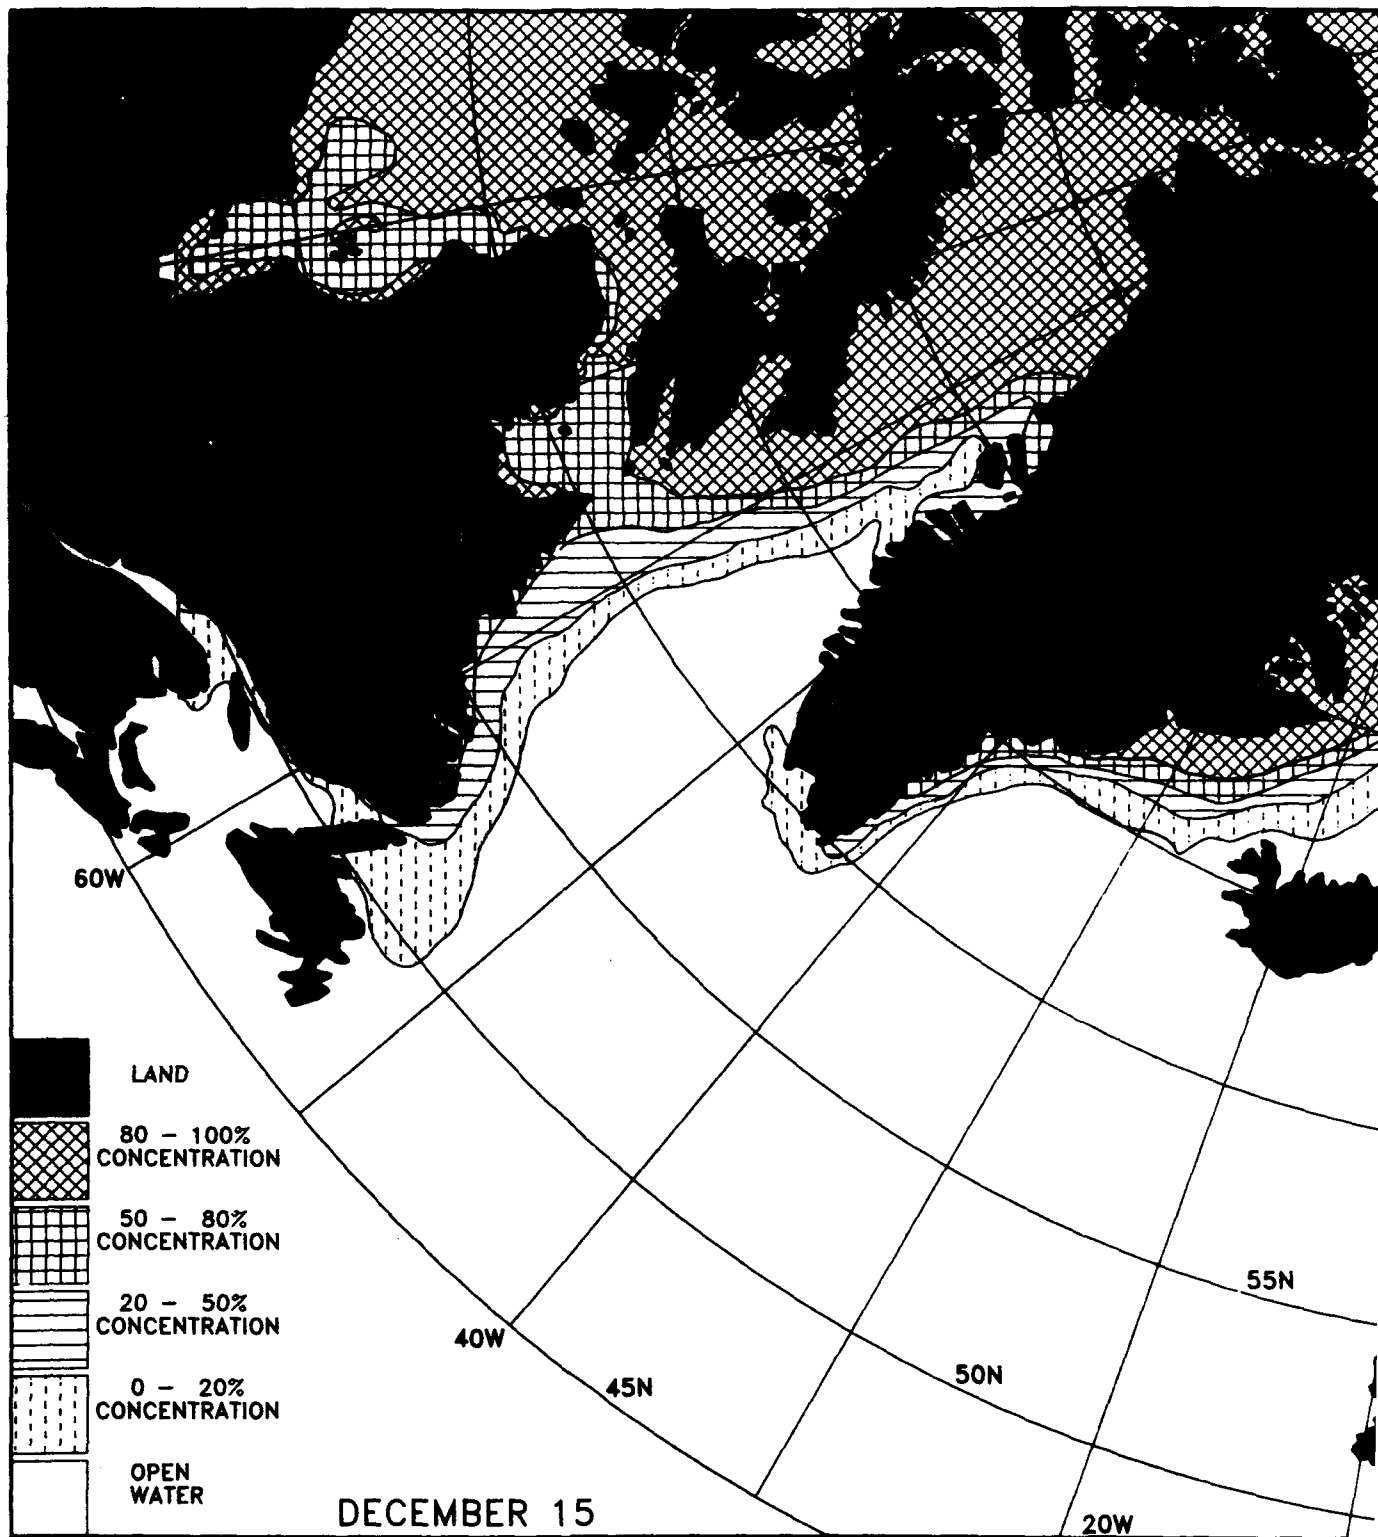 60W
LAND
80 – 100%
CONCENTRATION
50 – 80%
CONCENTRATION
20 – 50%
CONCENTRATION
0 – 20%
CONCENTRATION
OPEN
WATER
DECEMBER 15
40W
45N
50N
55N
20W